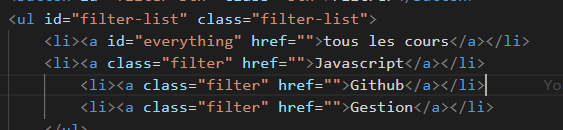 <ul id="filter-list" class="filter-list">
<li><a id="everything" href="">tous les cours</a></li>
<li><a class="filter" href="">Javascript</a></li>
<li><a class="filter" href="">Github</a></li> Yo
<li><a class="filter" href="">Gestion</a></li>
</ul>